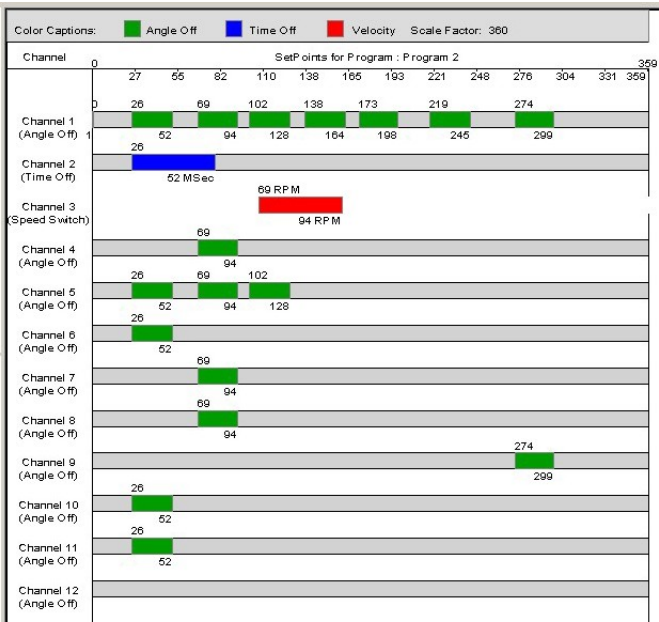 Color Captions: Angle Off Time Off Velocity Scale Factor: 360
Channel SetPoints for Program : Program 2
0 359
27 55 82 110 138 165 193 221 248 276 304 331 359
0 26 69 102 138 173 219 274
Channel 1
(Angle Off) 1 52 94 128 164 198 245 299
26
Channel 2
(Time Off) 52 MSec
69 RPM
Channel 3
(Speed Switch) 94 RPM
69
Channel 4
(Angle Off) 94
26 69 102
Channel 5
(Angle Off) 52 94 128
26
Channel 6
(Angle Off) 52
69
Channel 7
(Angle Off) 94
69
Channel 8
(Angle Off) 94
274
Channel 9
(Angle Off) 299
26
Channel 10
(Angle Off) 52
26
Channel 11
(Angle Off) 52
Channel 12
(Angle Off)